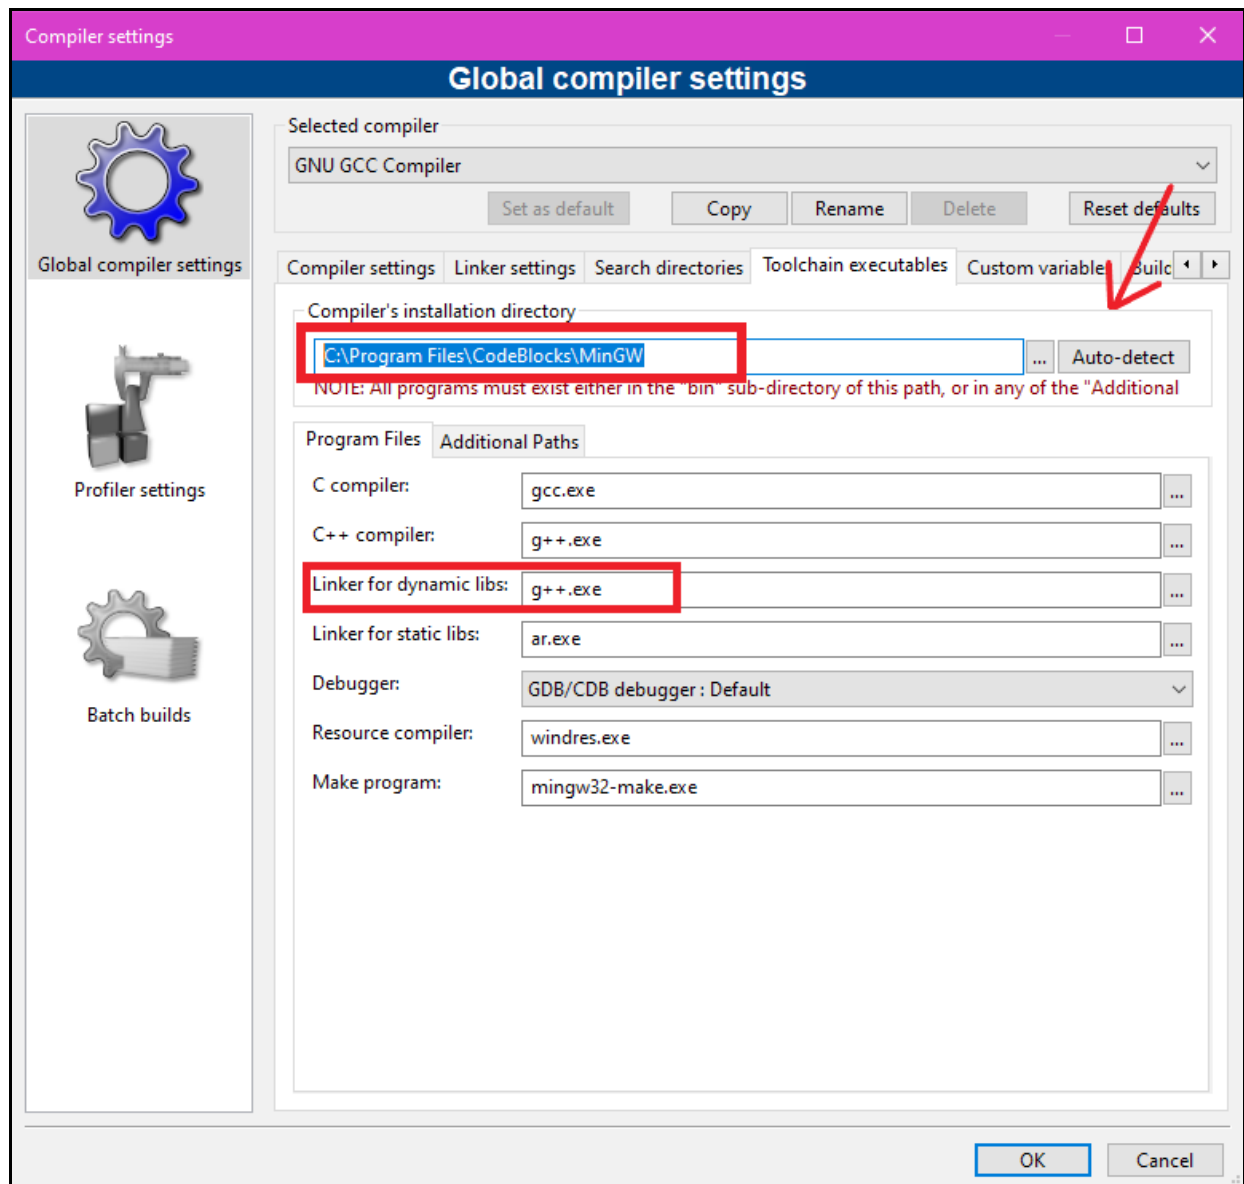 Compiler settings
Global compiler settings
Global compiler settings
Profiler settings
Batch builds
Selected compiler
GNU GCC Compiler
Set as default Copy Rename Delete Reset defaults
Compiler settings Linker settings Search directories Toolchain executables Custom variables Build
Compiler's installation directory
C:\Program Files\CodeBlocks\MinGW ... Auto-detect
NOTE: All programs must exist either in the "bin" sub-directory of this path, or in any of the "Additional
Program Files Additional Paths
C compiler: gcc.exe ...
C++ compiler: g++.exe ...
Linker for dynamic libs: g++.exe ...
Linker for static libs: ar.exe ...
Debugger: GDB/CDB debugger : Default
Resource compiler: windres.exe ...
Make program: mingw32-make.exe ...
OK Cancel